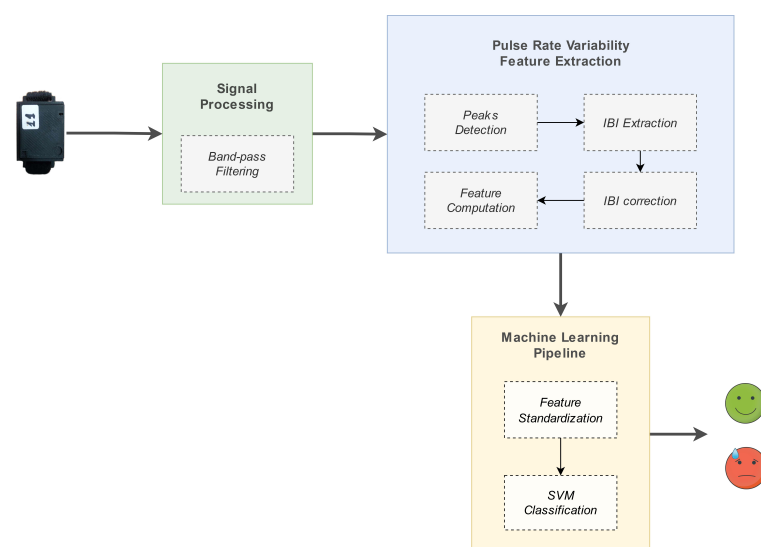 Signal
Processing
Band-pass
Filtering
Pulse Rate Variability
Feature Extraction
Peaks
Detection
IBI Extraction
Feature
Computation
IBI correction
Machine Learning
Pipeline
Feature
Standardization
SVM
Classification